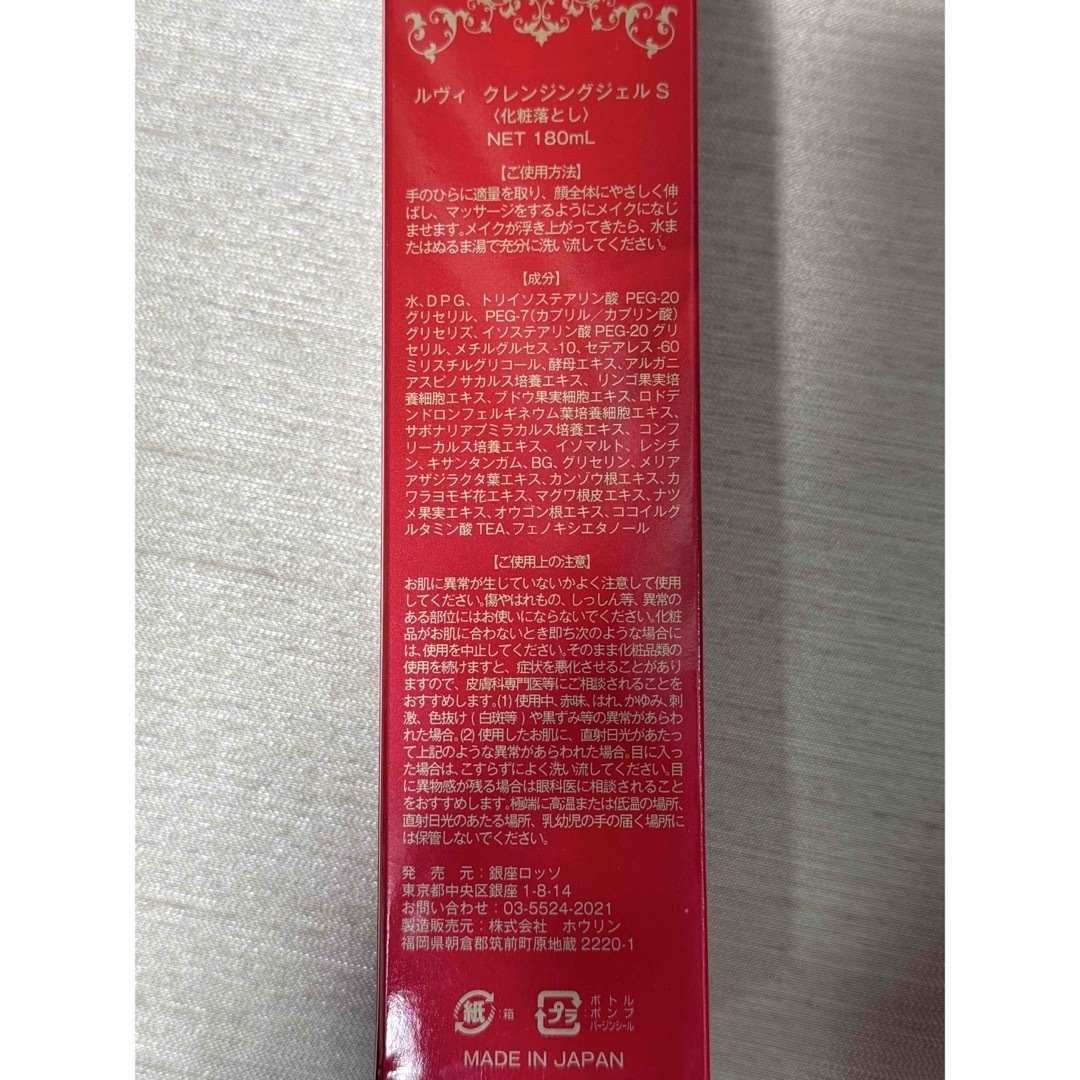 ルヴィ クレンジングジェルS
〈化粧落とし〉
NET 180mL
【ご使用方法】
手のひらに適量を取り、顔全体にやさしく伸
ばし、マッサージをするようにメイクになじ
ませます。メイクが浮き上がってきたら、水ま
たはぬるま湯で充分に洗い流してください。
【成分】
水、DPG、トリイソステアリン酸 PEG-20
グリセリル、PEG-7(カプリル/カプリン酸)
グリセリズ、イソステアリン酸 PEG-20 グリ
セリル、メチルグルセス -10、セテアレス -60
ミリスチルグリコール、酵母エキス、アルガニ
アスピノサカルス培養エキス、リンゴ果実培
養細胞エキス、ブドウ果実細胞エキス、ロドデ
ンドロンフェルギネウム葉培養細胞エキス、
サポナリアプミラカルス培養エキス、コンフ
リーカルス培養エキス、イソマルト、レシチ
ン、キサンタンガム、BG、グリセリン、メリア
アザジラクタ葉エキス、カンゾウ根エキス、カ
ワラヨモギ花エキス、マグワ根皮エキス、ナツ
メ果実エキス、オウゴン根エキス、ココイルグ
ルタミン酸 TEA、フェノキシエタノール
【ご使用上の注意】
お肌に異常が生じていないかよく注意して使用
してください。傷やはれもの、しっしん等、異常の
ある部位にはお使いにならないでください。化粧
品がお肌に合わないとき即ち次のような場合に
は、使用を中止してください。そのまま化粧品類の
使用を続けますと、症状を悪化させることがあり
ますので、皮膚科専門医等にご相談されることを
おすすめします。(1) 使用中、赤味、はれ、かゆみ、刺
激、色抜け(白斑等)や黒ずみ等の異常があらわ
れた場合。(2) 使用したお肌に、直射日光があたっ
て上記のような異常があらわれた場合。目に入っ
た場合は、こすらずによく洗い流してください。目
に異物感が残る場合は眼科医に相談されること
をおすすめします。極端に高温または低温の場所、
直射日光のあたる場所、乳幼児の手の届く場所に
は保管しないでください。
発 売 元：銀座ロッソ
東京都中央区銀座 1-8-14
お問い合わせ：03-5524-2021
製造販売元：株式会社 ホウリン
福岡県朝倉郡筑前町原地蔵 2220-1
紙：箱
プラ
ボトル
ポンプ
バージンシール
MADE IN JAPAN